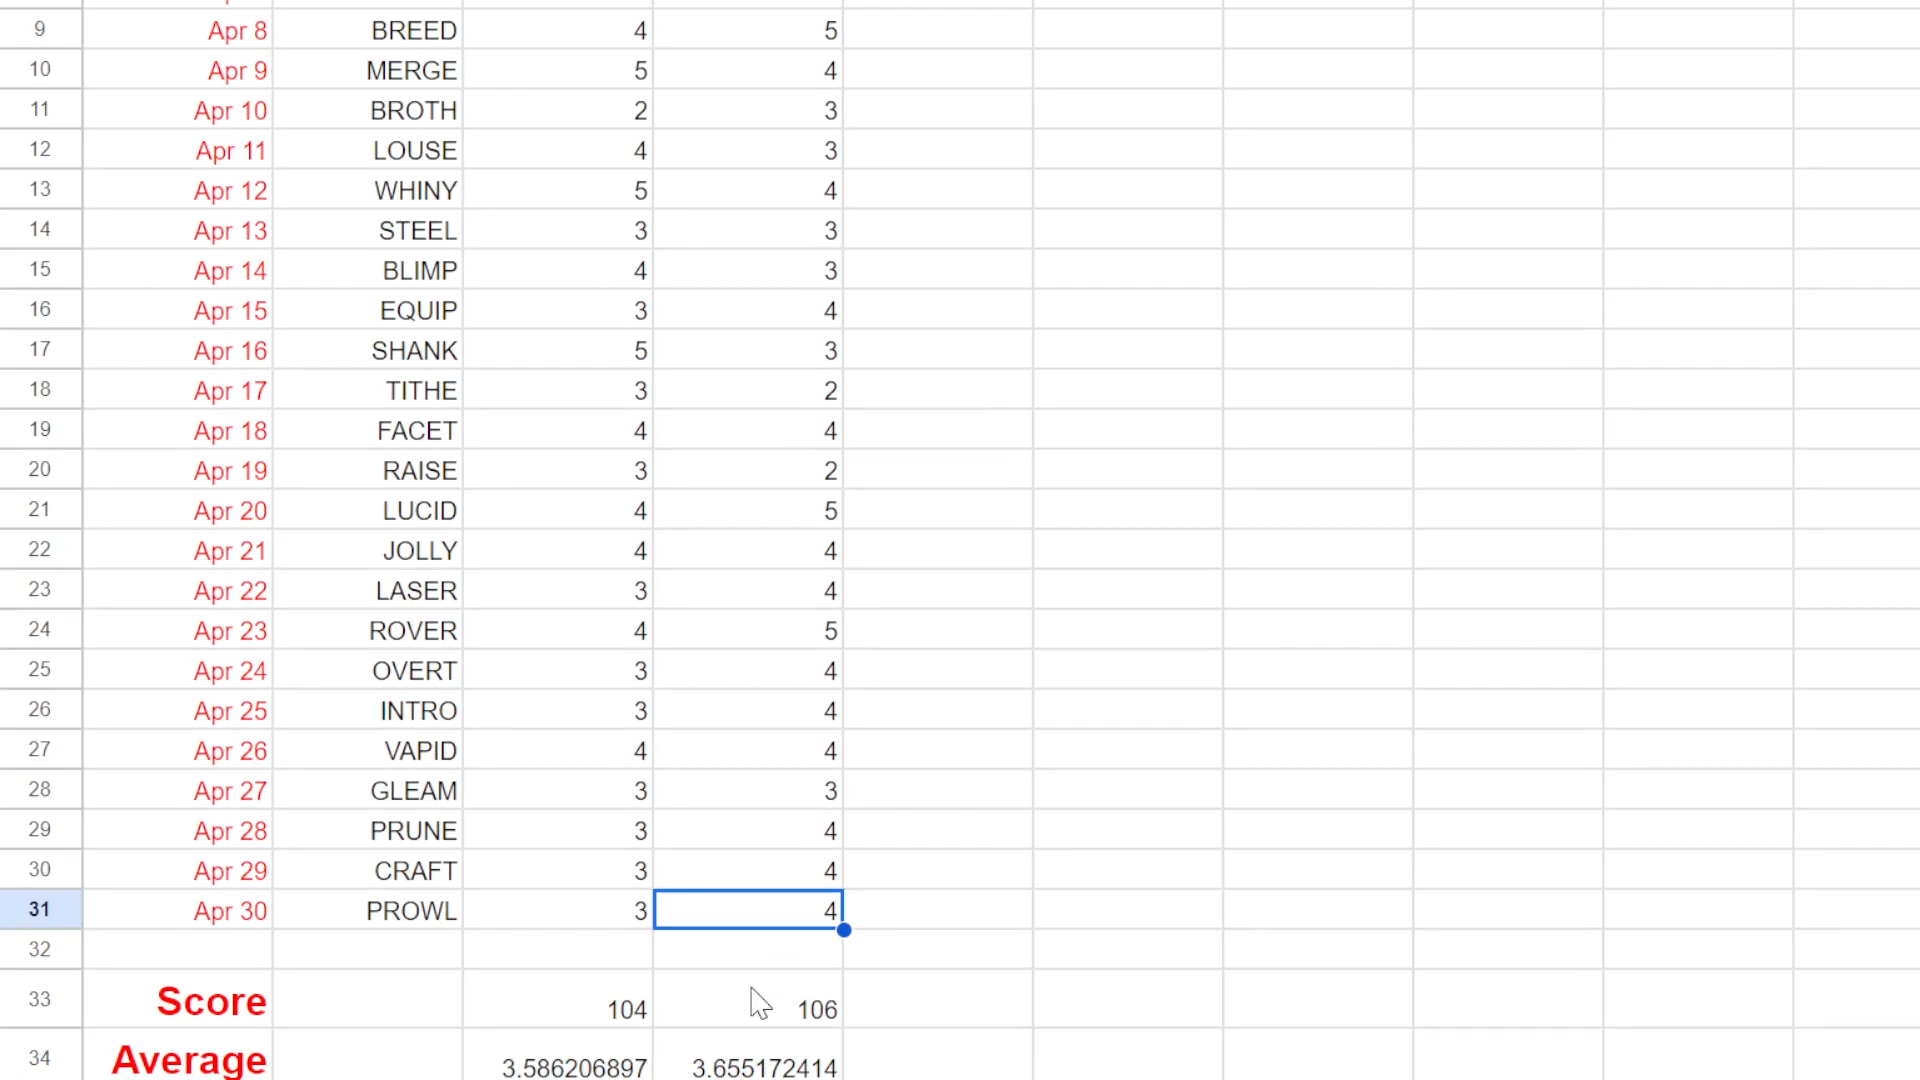 9 Apr 8 BREED 4 5
10 Apr 9 MERGE 5 4
11 Apr 10 BROTH 2 3
12 Apr 11 LOUSE 4 3
13 Apr 12 WHINY 5 4
14 Apr 13 STEEL 3 3
15 Apr 14 BLIMP 4 3
16 Apr 15 EQUIP 3 4
17 Apr 16 SHANK 5 3
18 Apr 17 TITHE 3 2
19 Apr 18 FACET 4 4
20 Apr 19 RAISE 3 2
21 Apr 20 LUCID 4 5
22 Apr 21 JOLLY 4 4
23 Apr 22 LASER 3 4
24 Apr 23 ROVER 4 5
25 Apr 24 OVERT 3 4
26 Apr 25 INTRO 3 4
27 Apr 26 VAPID 4 4
28 Apr 27 GLEAM 3 3
29 Apr 28 PRUNE 3 4
30 Apr 29 CRAFT 3 4
31 Apr 30 PROWL 3 4
32
33 Score 104 106
34 Average 3.586206897 3.655172414